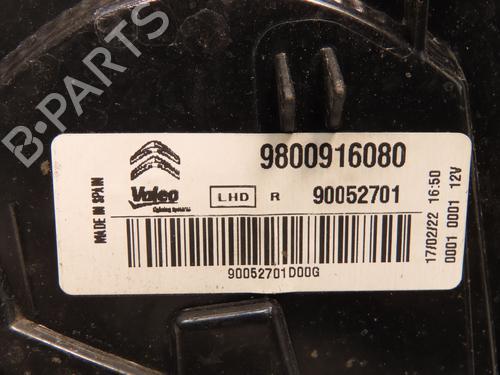 B-PARTS
MADE IN SPAIN
Valeo
9800916080
LHD R 90052701
90052701D00G
17/02/22 16:50
0001 0001 12V